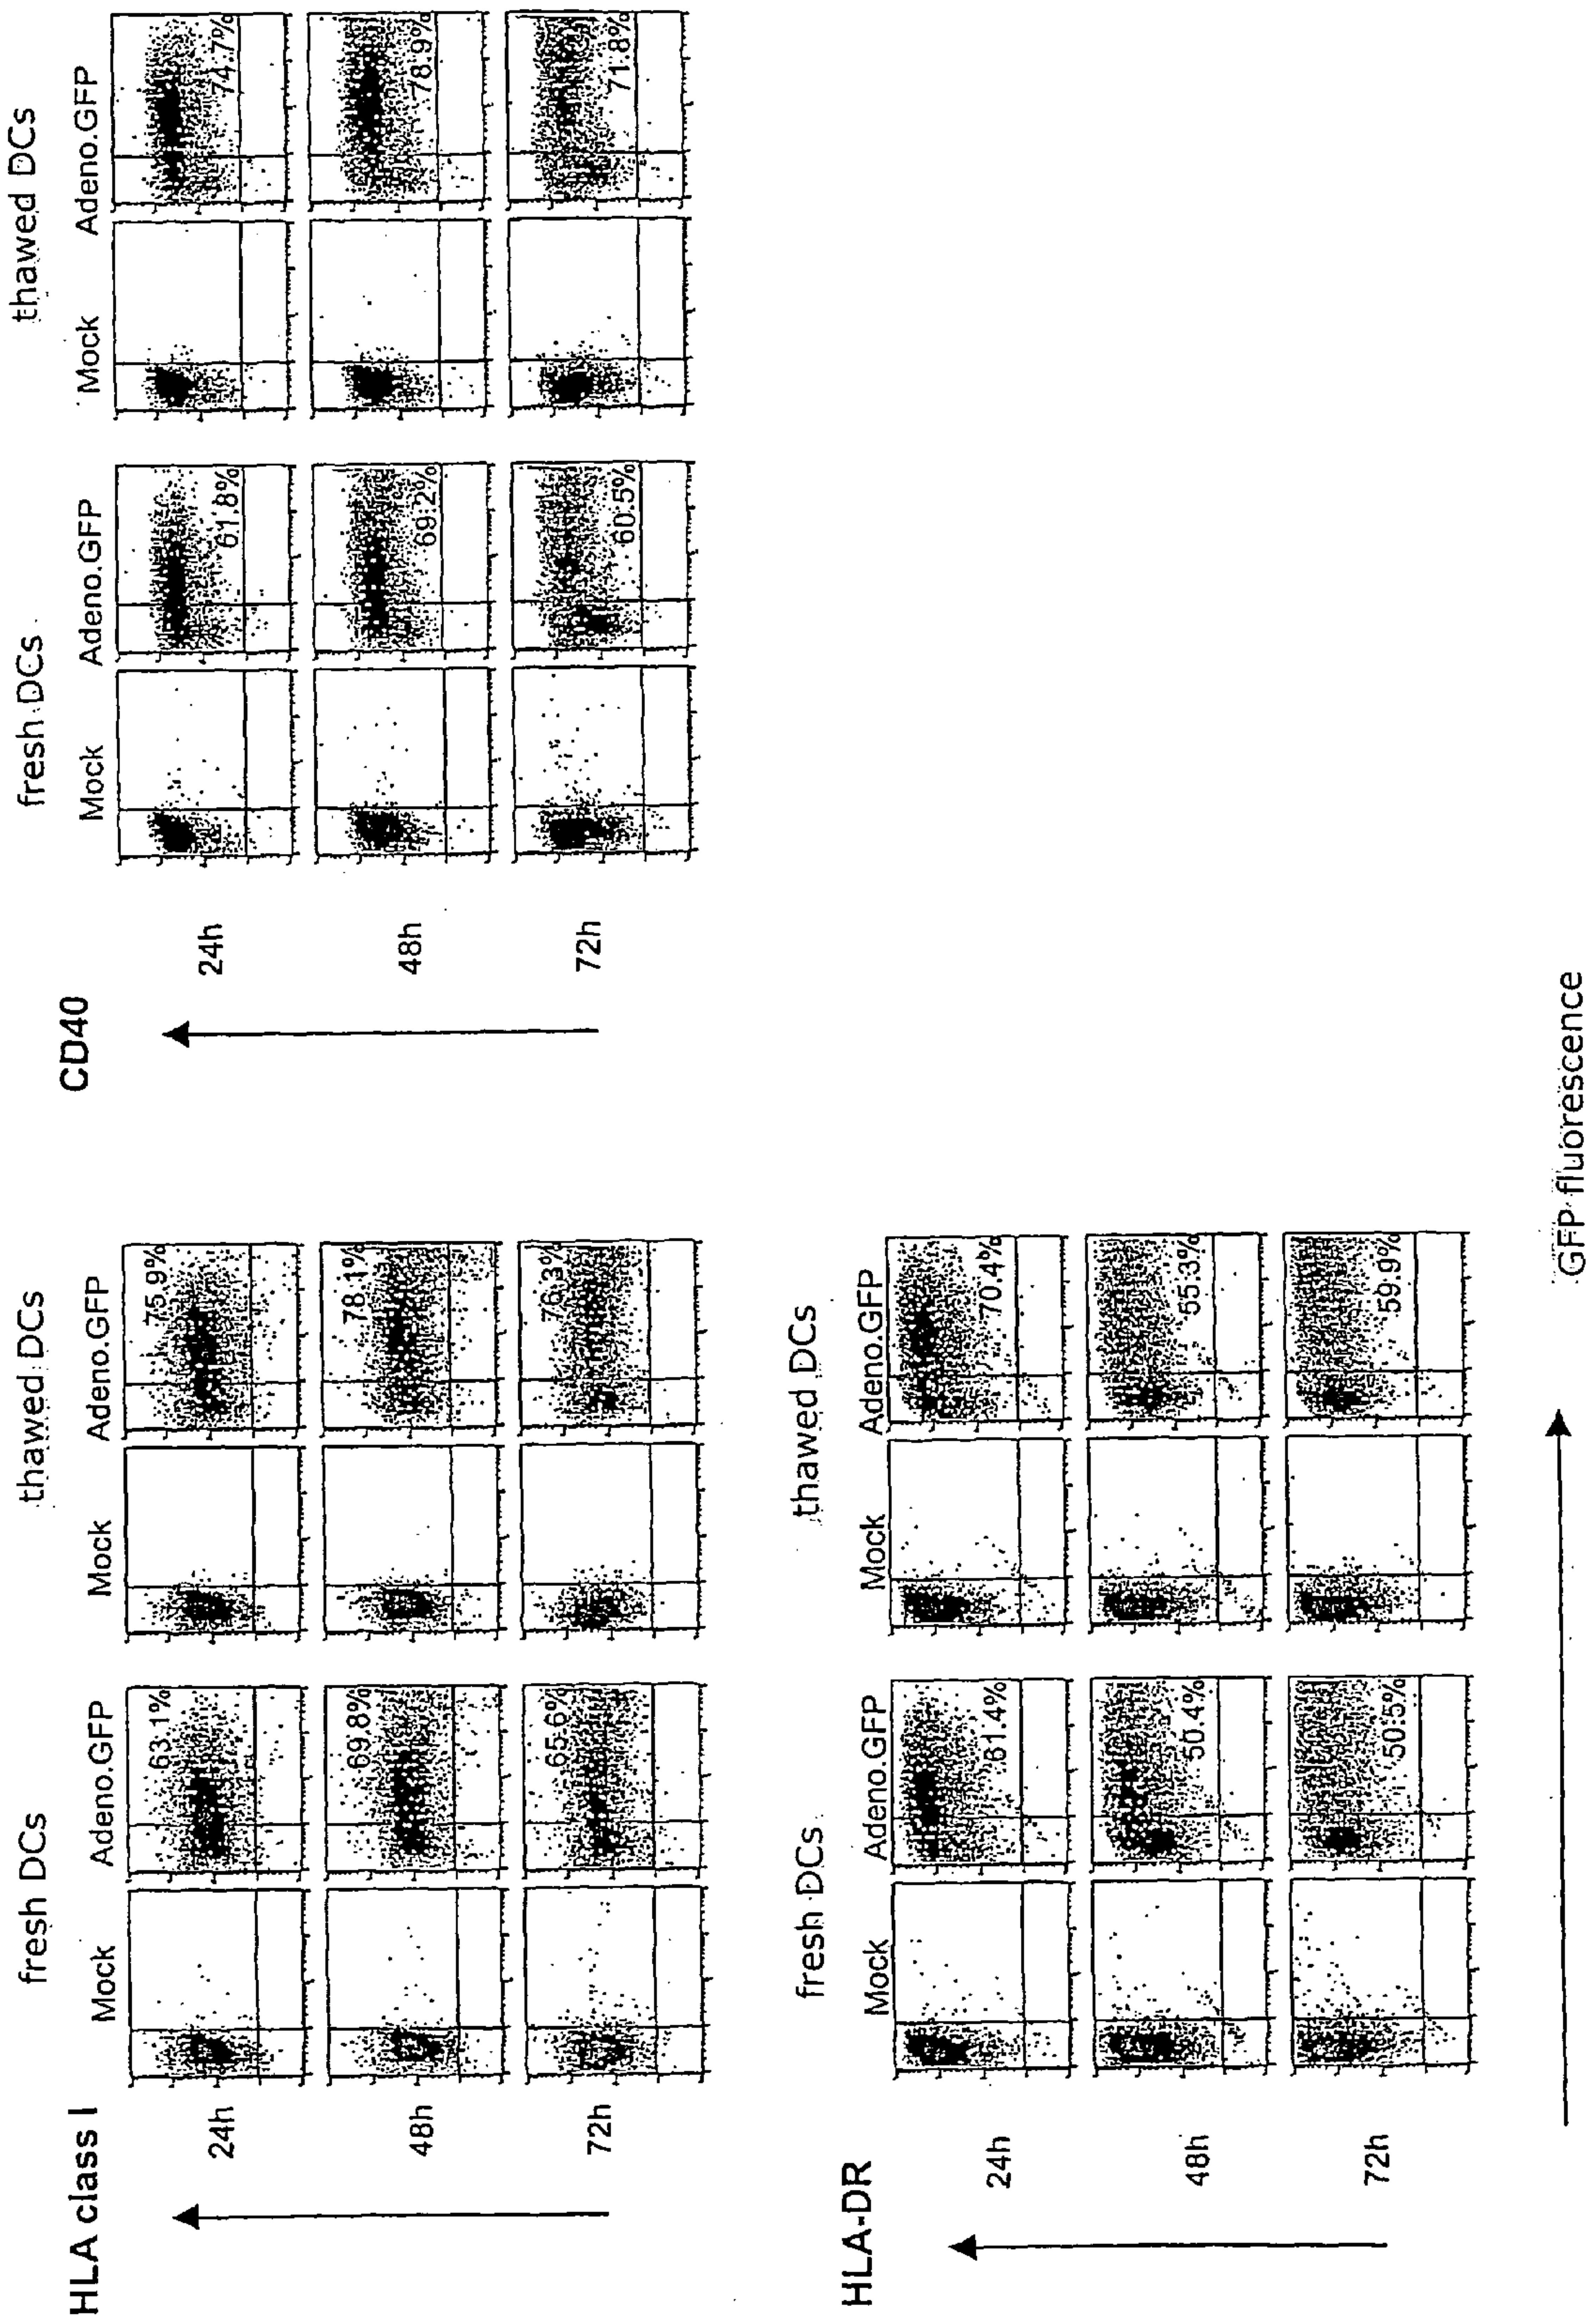 HLA class I
fresh DCs
thawed DCs
Mock
Adeno.GFP
Mock
Adeno.GFP
24h
63.1%
75.9%
48h
69.8%
78.1%
72h
65.6%
76.3%
CD40
fresh DCs
thawed DCs
Mock
Adeno.GFP
Mock
Adeno.GFP
24h
61.8%
74.7%
48h
69.2%
78.9%
72h
60.5%
71.8%
HLA-DR
fresh DCs
thawed DCs
Mock
Adeno.GFP
Mock
Adeno.GFP
24h
61.4%
70.4%
48h
50.4%
55.3%
72h
50.5%
59.9%
GFP fluorescence